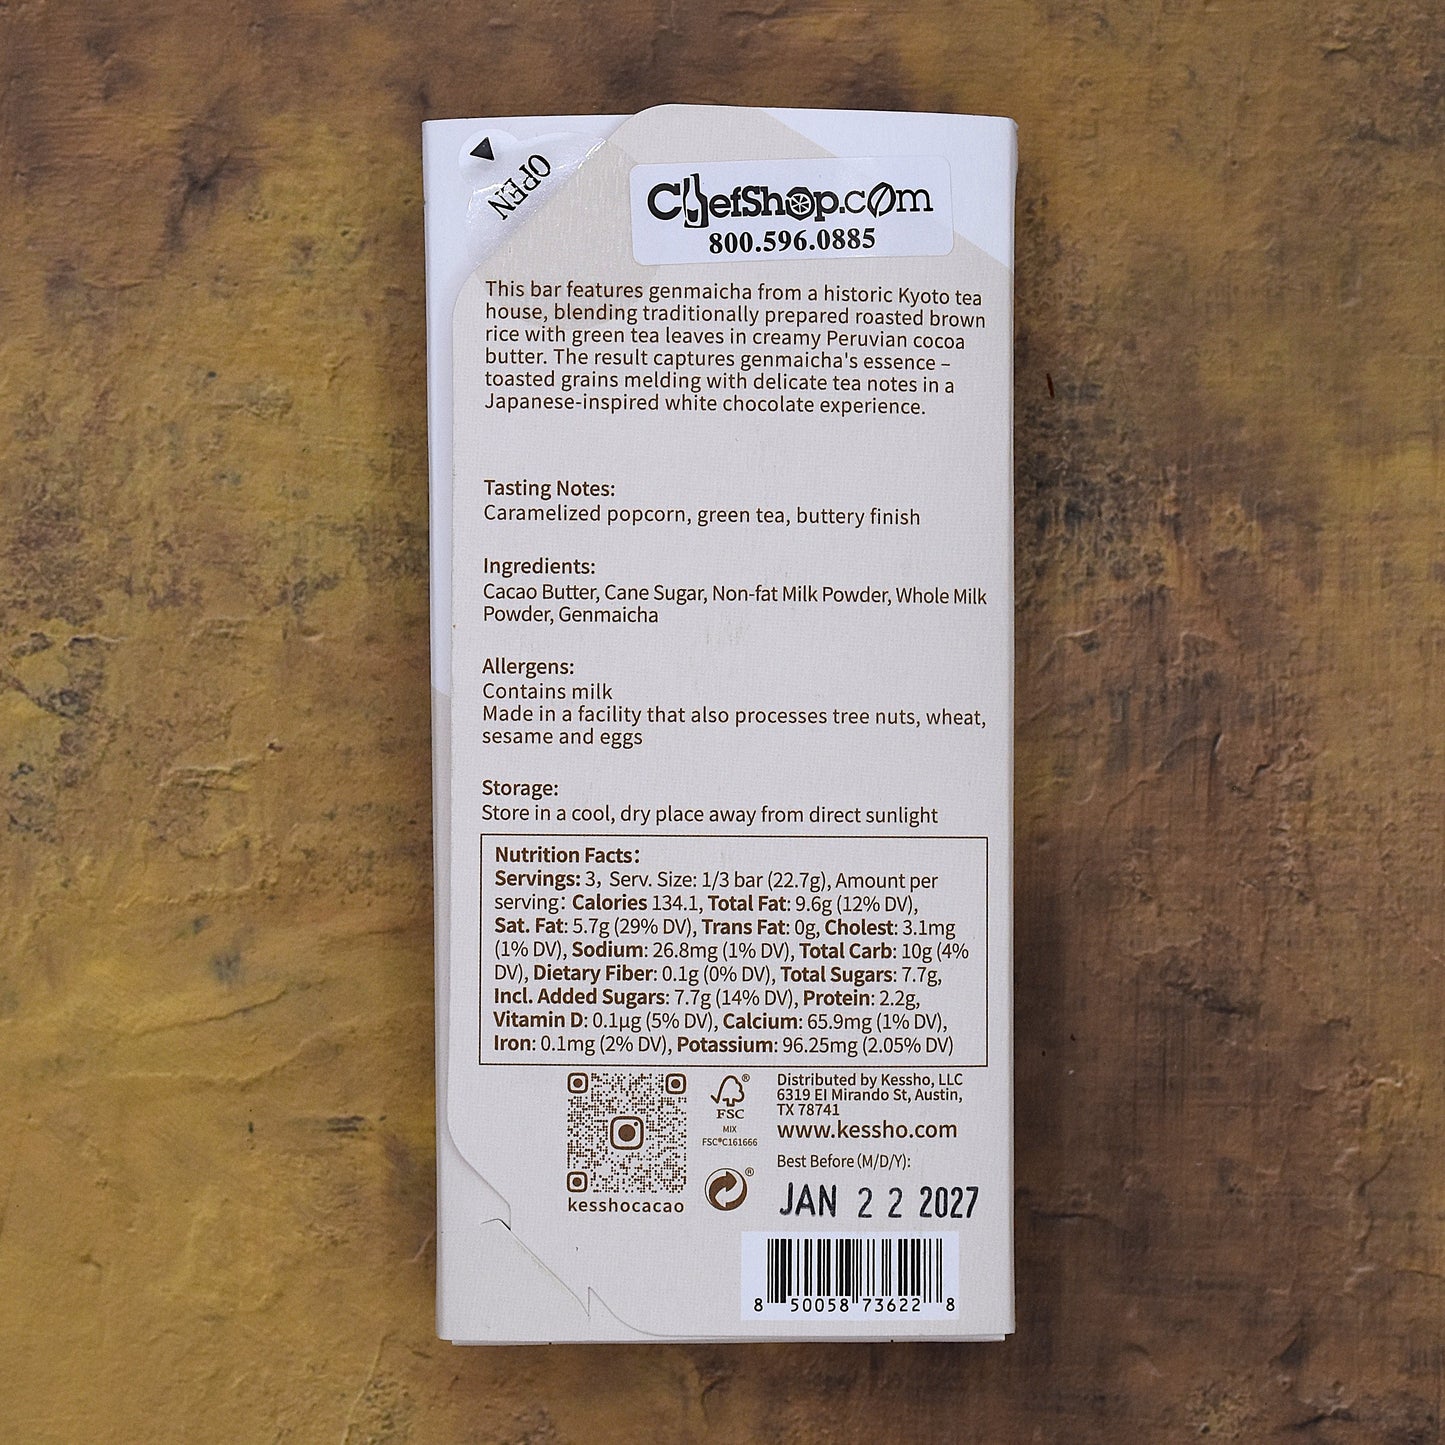 OPEN
ChefShop.com
800.596.0885
This bar features genmaicha from a historic Kyoto tea
house, blending traditionally prepared roasted brown
rice with green tea leaves in creamy Peruvian cocoa
butter. The result captures genmaicha's essence –
toasted grains melding with delicate tea notes in a
Japanese-inspired white chocolate experience.
Tasting Notes:
Caramelized popcorn, green tea, buttery finish
Ingredients:
Cacao Butter, Cane Sugar, Non-fat Milk Powder, Whole Milk
Powder, Genmaicha
Allergens:
Contains milk
Made in a facility that also processes tree nuts, wheat,
sesame and eggs
Storage:
Store in a cool, dry place away from direct sunlight
Nutrition Facts:
Servings: 3, Serv. Size: 1/3 bar (22.7g), Amount per
serving: Calories 134.1, Total Fat: 9.6g (12% DV),
Sat. Fat: 5.7g (29% DV), Trans Fat: 0g, Cholest: 3.1mg
(1% DV), Sodium: 26.8mg (1% DV), Total Carb: 10g (4%
DV), Dietary Fiber: 0.1g (0% DV), Total Sugars: 7.7g,
Incl. Added Sugars: 7.7g (14% DV), Protein: 2.2g,
Vitamin D: 0.1µg (5% DV), Calcium: 65.9mg (1% DV),
Iron: 0.1mg (2% DV), Potassium: 96.25mg (2.05% DV)
kesshocacao
®
FSC
MIX
FSC®C161666
®
Distributed by Kessho, LLC
6319 El Mirando St, Austin,
TX 78741
www.kessho.com
Best Before (M/D/Y):
JAN 22 2027
8 50058 73622 8